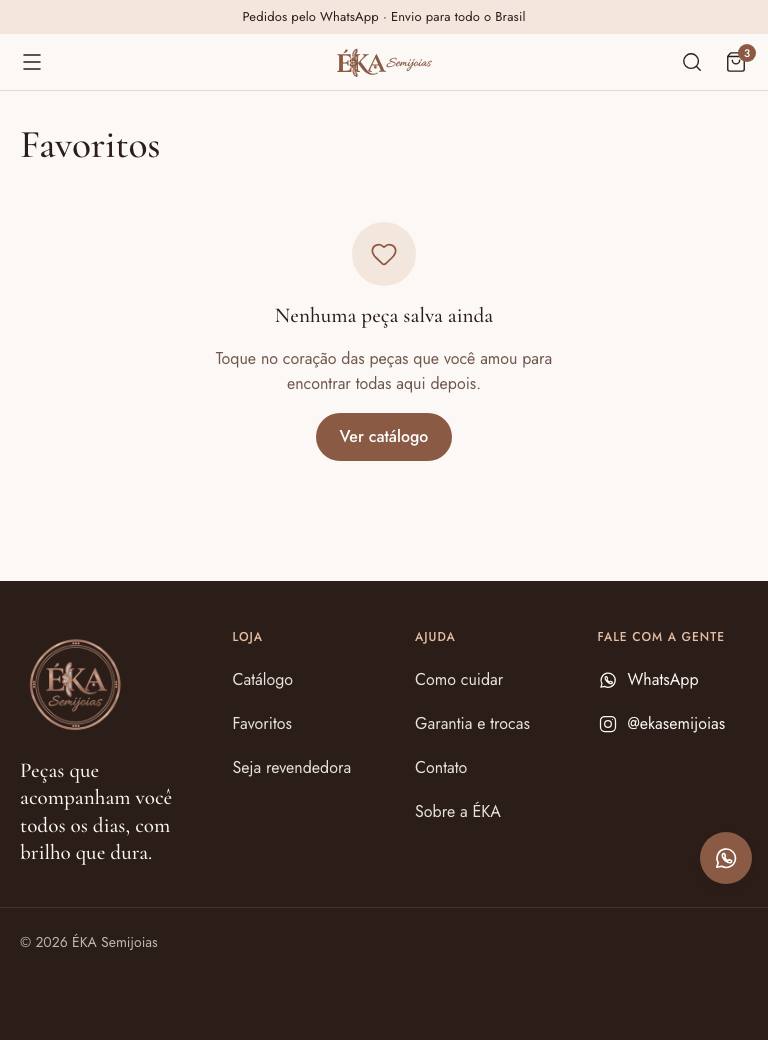 Pedidos pelo WhatsApp · Envio para todo o Brasil
ÉKA Semijoias
3
Favoritos
Nenhuma peça salva ainda
Toque no coração das peças que você amou para
encontrar todas aqui depois.
Ver catálogo
ÉKA
Semijoias
Peças que
acompanham você
todos os dias, com
brilho que dura.
LOJA
Catálogo
Favoritos
Seja revendedora
AJUDA
Como cuidar
Garantia e trocas
Contato
Sobre a ÉKA
FALE COM A GENTE
WhatsApp
@ekasemijoias
© 2026 ÉKA Semijoias